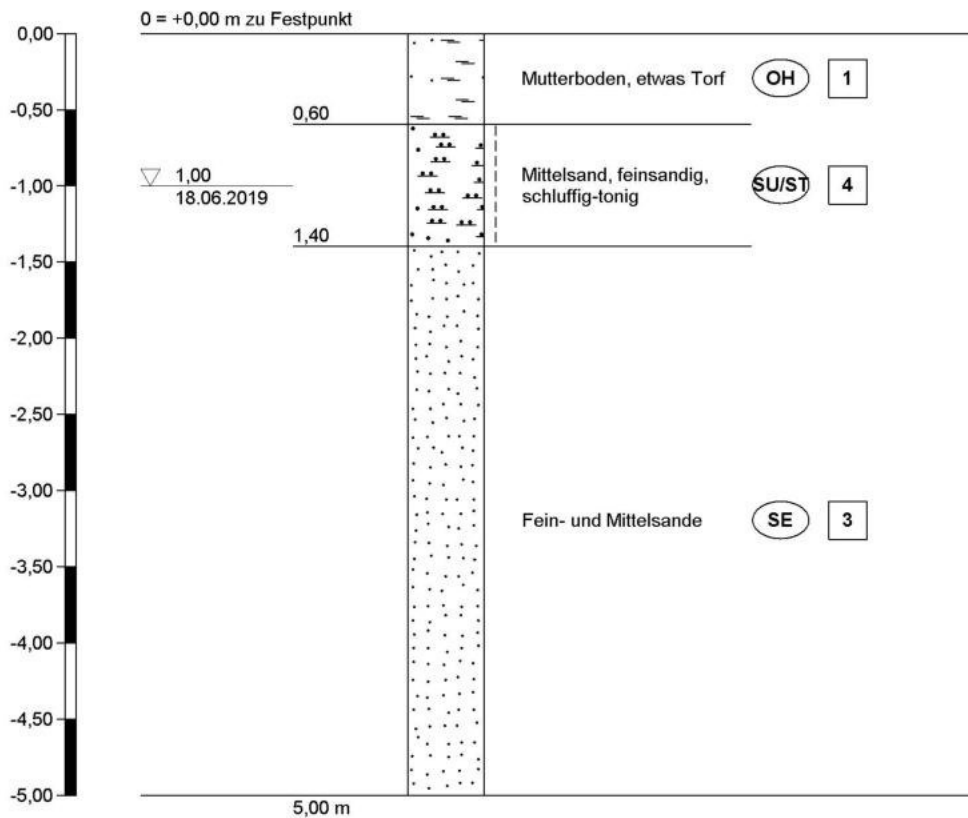 0 = +0,00 m zu Festpunkt
0,00
Mutterboden, etwas Torf OH 1
-0,50
0,60
1,00
-1,00
18.06.2019
Mittelsand, feinsandig,
schluffig-tonig
SU/ST 4
1,40
-1,50
-2,00
-2,50
-3,00
Fein- und Mittelsande SE 3
-3,50
-4,00
-4,50
-5,00
5,00 m